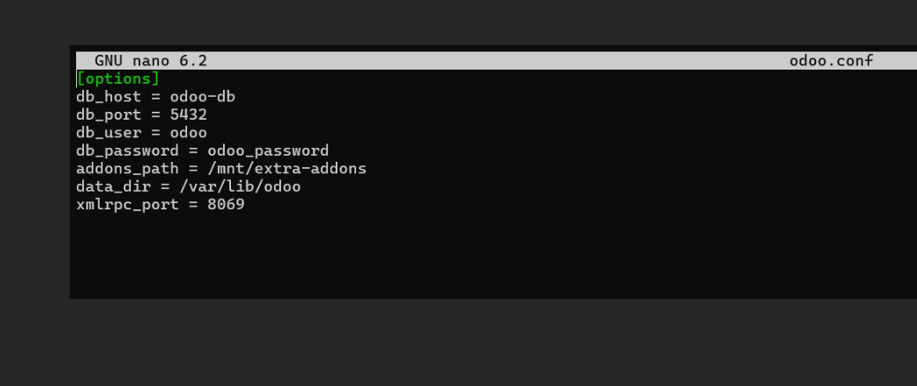 GNU nano 6.2 odoo.conf
[options]
db_host = odoo-db
db_port = 5432
db_user = odoo
db_password = odoo_password
addons_path = /mnt/extra-addons
data_dir = /var/lib/odoo
xmlrpc_port = 8069